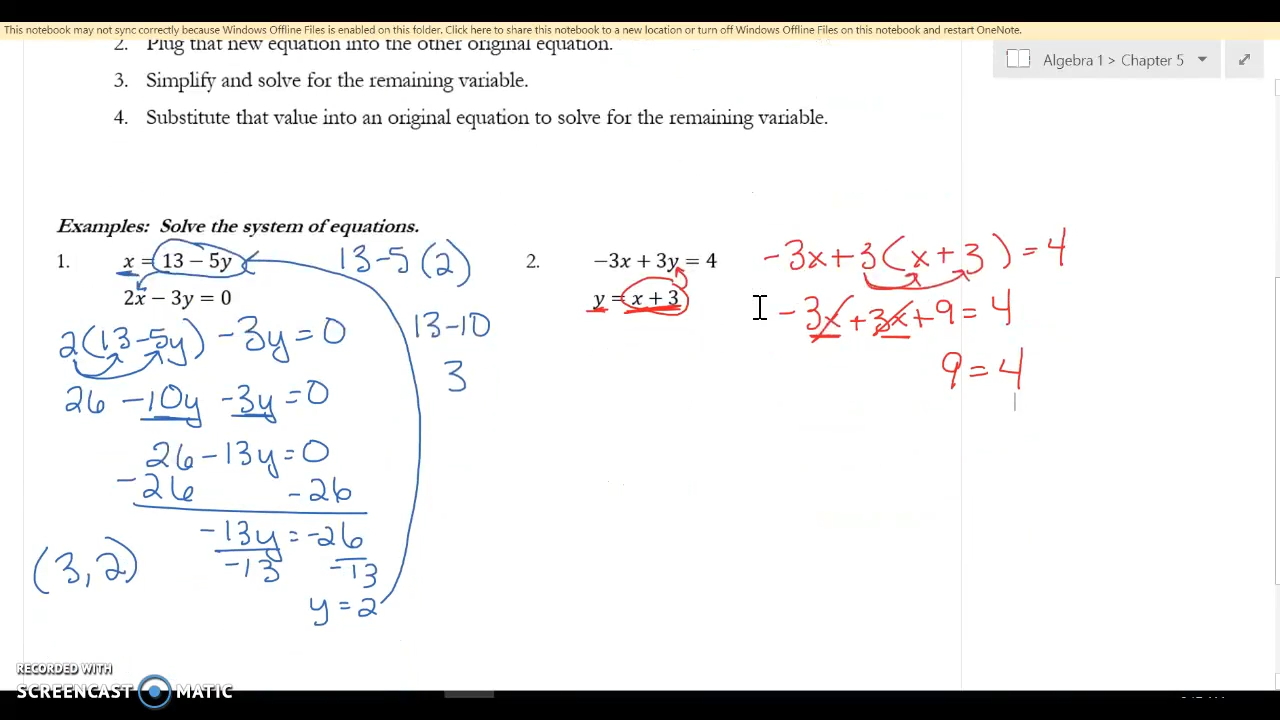 This notebook may not sync correctly because Windows Offline Files is enabled on this folder. Click here to share this notebook to a new location or turn off Windows Offline Files on this notebook and restart OneNote.
Algebra 1 > Chapter 5
2. Plug that new equation into the other original equation.
3. Simplify and solve for the remaining variable.
4. Substitute that value into an original equation to solve for the remaining variable.
Examples: Solve the system of equations.
1. x = 13 – 5y
2x – 3y = 0
2(13-5y) - 3y = 0
26 - 10y - 3y = 0
26 - 13y = 0
-26 -26
-13y = -26
-13 -13
y = 2
(3, 2)
13-5(2)
13-10
3
2. −3x + 3y = 4
y = x + 3
-3x + 3(x + 3) = 4
-3x + 3x + 9 = 4
9 = 4
RECORDED WITH
SCREENCAST MATIC